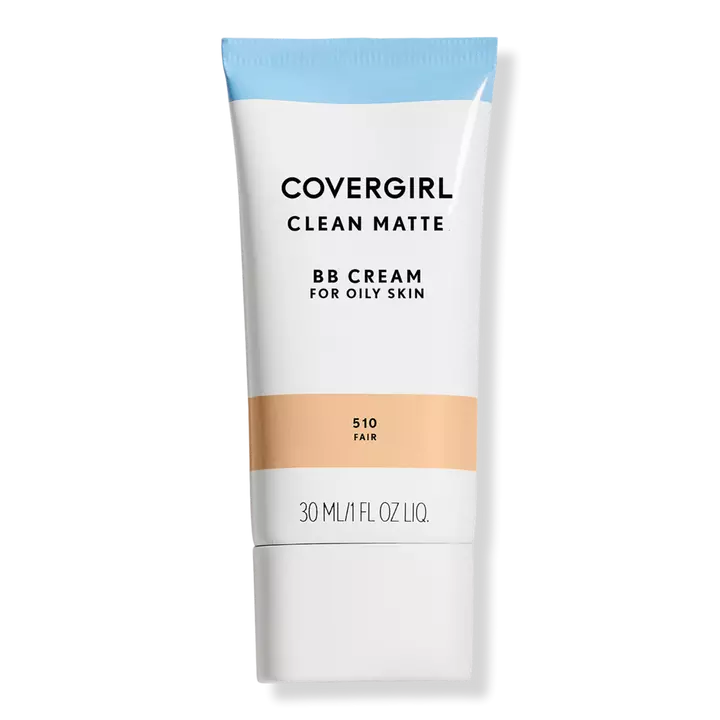 COVERGIRL
CLEAN MATTE
BB CREAM
FOR OILY SKIN
510
FAIR
30 ML/1 FL OZ LIQ.